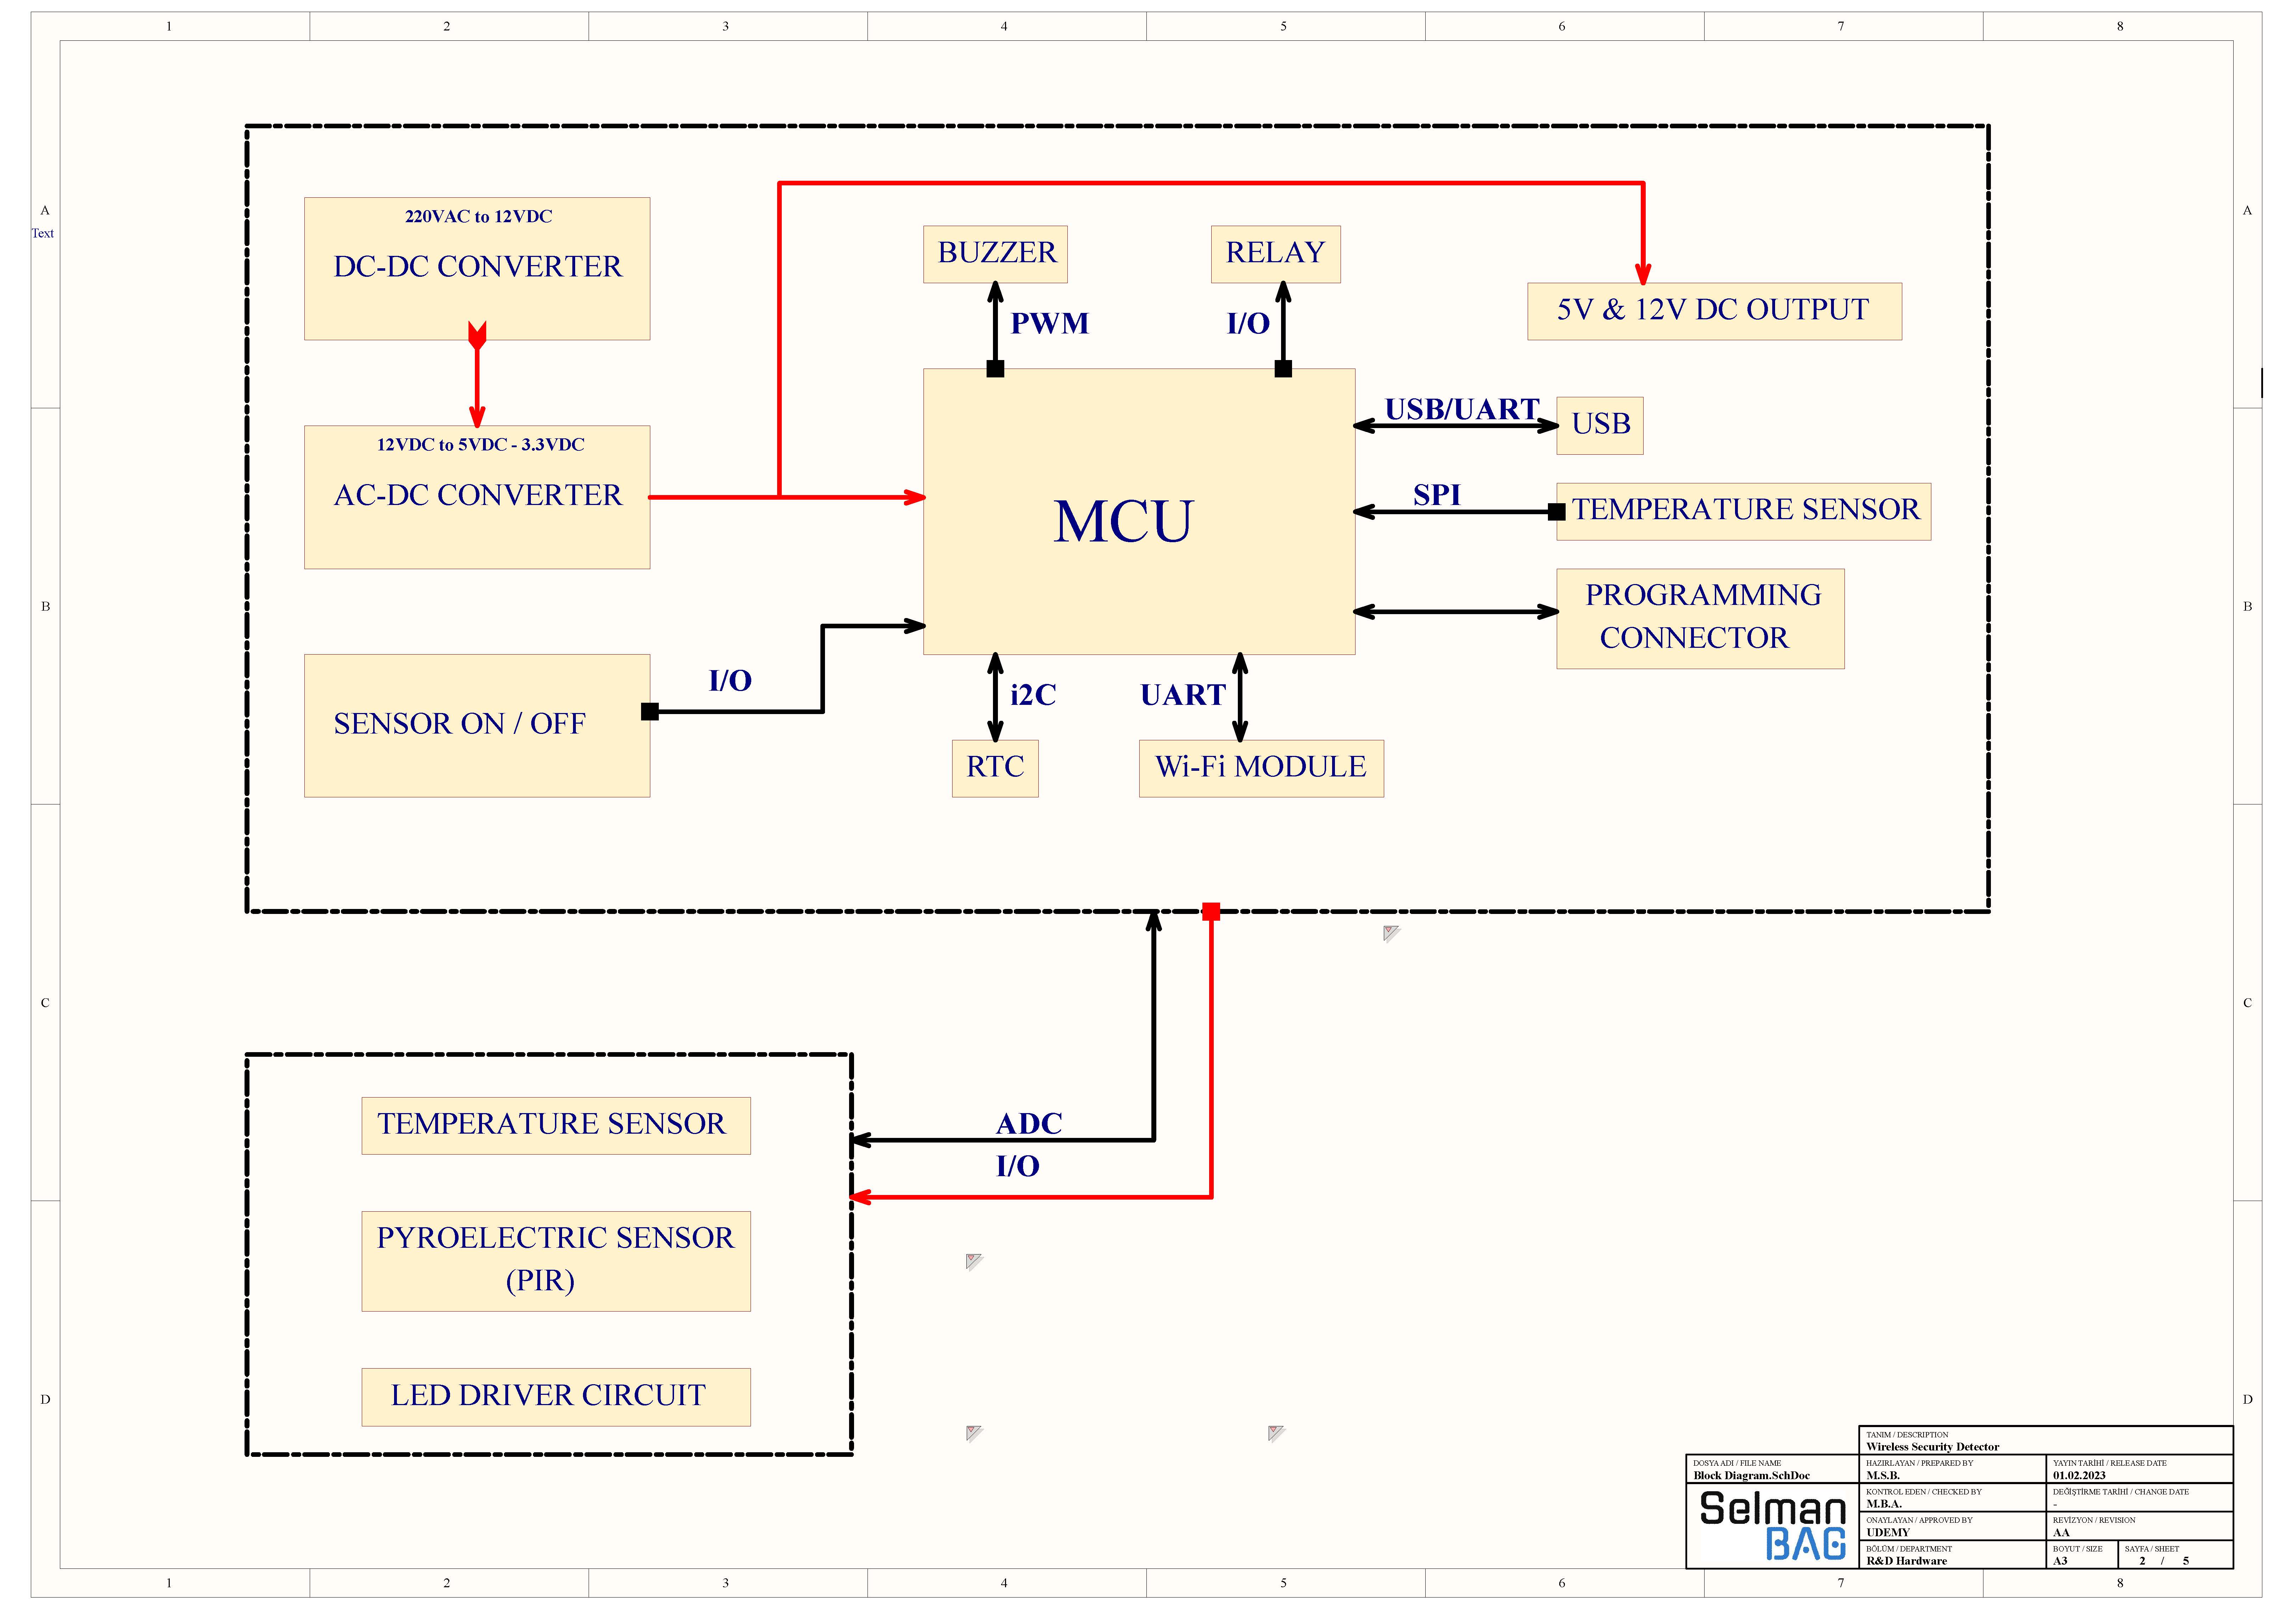 1 2 3 4 5 6 7 8
A
Text
A
220VAC to 12VDC
DC-DC CONVERTER
BUZZER
RELAY
PWM
I/O
5V & 12V DC OUTPUT
12VDC to 5VDC - 3.3VDC
AC-DC CONVERTER
MCU
USB/UART
USB
SPI
TEMPERATURE SENSOR
B
B
PROGRAMMING
CONNECTOR
I/O
SENSOR ON / OFF
i2C
UART
RTC
Wi-Fi MODULE
C
C
TEMPERATURE SENSOR
ADC
I/O
PYROELECTRIC SENSOR
(PIR)
LED DRIVER CIRCUIT
D
D
TANIM / DESCRIPTION
Wireless Security Detector
DOSYA ADI / FILE NAME
Block Diagram.SchDoc
HAZIRLAYAN / PREPARED BY
M.S.B.
YAYIN TARİHİ / RELEASE DATE
01.02.2023
Selman
BAG
KONTROL EDEN / CHECKED BY
M.B.A.
DEĞİŞTİRME TARİHİ / CHANGE DATE
-
ONAYLAYAN / APPROVED BY
UDEMY
REVİZYON / REVISION
AA
BÖLÜM / DEPARTMENT
R&D Hardware
BOYUT / SIZE
A3
SAYFA / SHEET
2 / 5
1 2 3 4 5 6 7 8